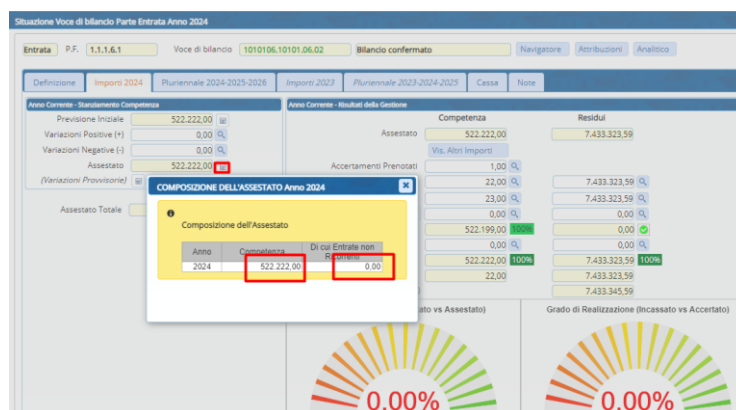 Situazione Voce di bilancio Parte Entrata Anno 2024
Entrata P.F. 1.1.1.6.1 Voce di bilancio 1010106.10101.06.02 Bilancio confermato Navigatore Attribuzioni Analitico
Definizione Importi 2024 Pluriennale 2024-2025-2026 Importi 2023 Pluriennale 2023-2024-2025 Cassa Note
Anno Corrente - Stanziamento Competenza Anno Corrente - Risultati della Gestione
Previsione Iniziale 522.222,00 Competenza Residui
Variazioni Positive (+) 0,00 Assestato 522.222,00 7.433.323,59
Variazioni Negative (-) 0,00 Vis. Altri Importi
Assestato 522.222,00 Accertamenti Prenotati 1,00
(Variazioni Provvisorie) 22,00 7.433.323,59
COMPOSIZIONE DELL'ASSESTATO Anno 2024
23,00 7.433.323,59
Assestato Totale 0,00 0,00
Composizione dell'Assestato 522.199,00 100% 0,00
Anno Competenza Di cui Entrate non Ricorrenti 0,00 0,00
2024 522.222,00 0,00 522.222,00 100% 7.433.323,59 100%
22,00 7.433.323,59
7.433.345,59
ato vs Assestato) Grado di Realizzazione (Incassato vs Accertato)
0.00% 0.00%